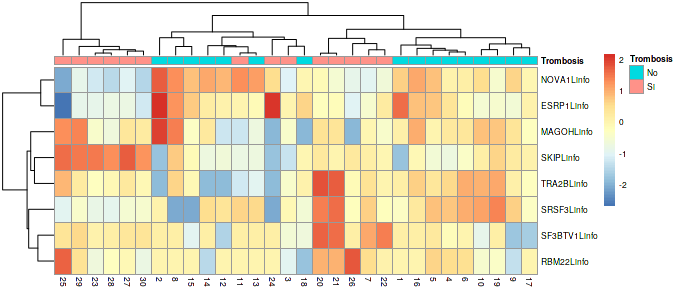 Trombosis
NOVA1Linfo
ESRP1Linfo
MAGOHLinfo
SKIPLinfo
TRA2BLinfo
SRSF3Linfo
SF3BTV1Linfo
RBM22Linfo
25 29 23 28 27 30 2 8 15 14 12 11 13 24 3 18 20 21 26 7 22 1 16 5 4 6 10 19 9 17
2
1
0
-1
-2
Trombosis
No
Si